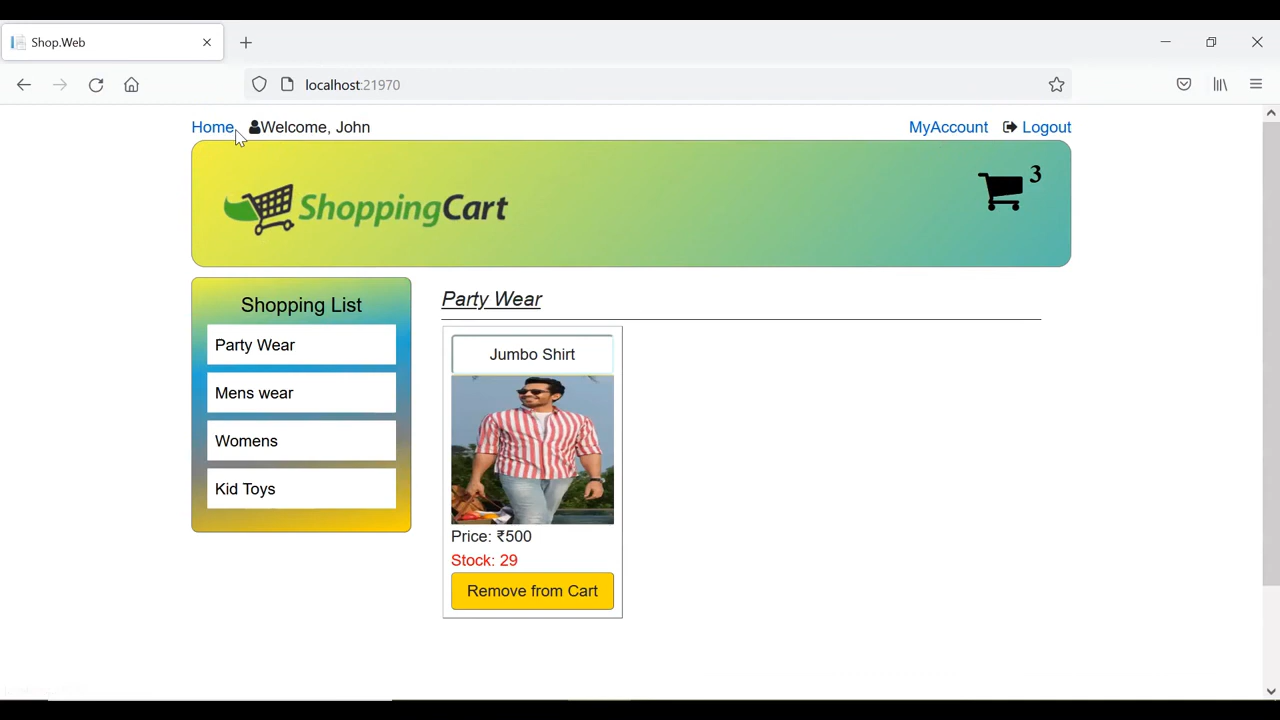 Shop.Web
localhost:21970
Home Welcome, John MyAccount Logout
ShoppingCart
3
Shopping List
Party Wear
Mens wear
Womens
Kid Toys
Party Wear
Jumbo Shirt
Price: ₹500
Stock: 29
Remove from Cart